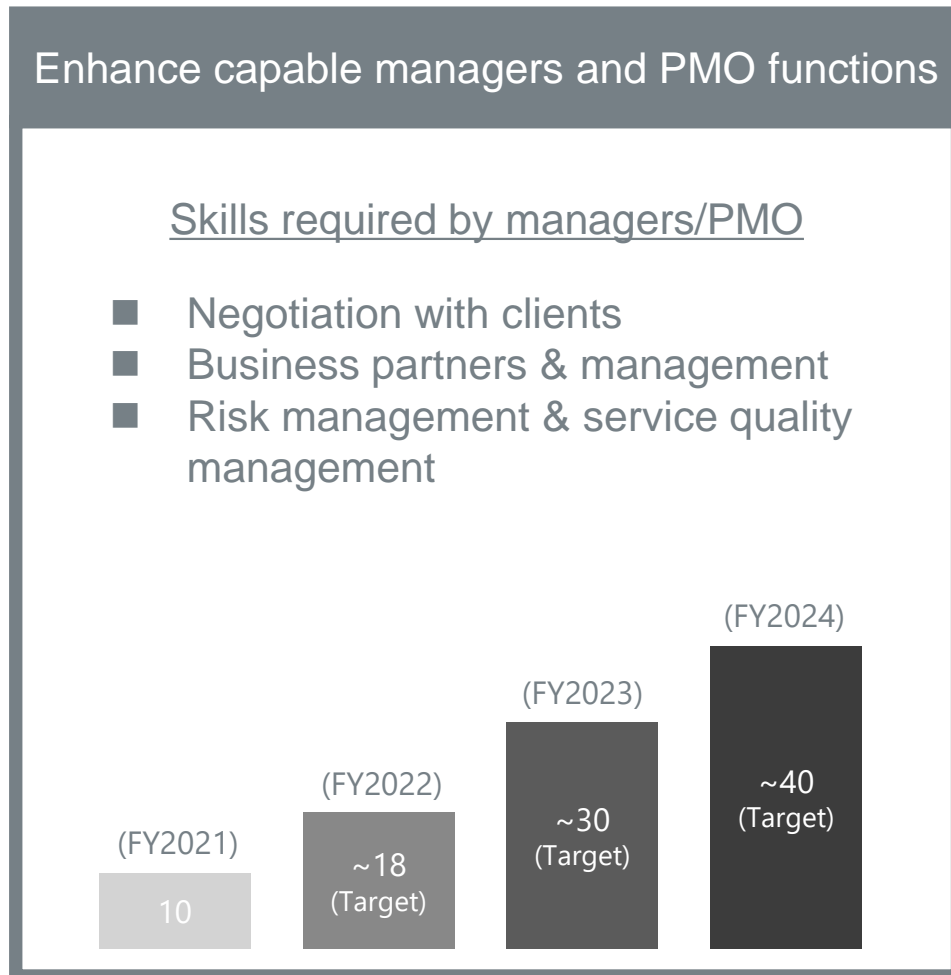 Enhance capable managers and PMO functions
Skills required by managers/PMO
■ Negotiation with clients
■ Business partners & management
■ Risk management & service quality
management
(FY2021)
10
(FY2022)
~18
(Target)
(FY2023)
~30
(Target)
(FY2024)
~40
(Target)